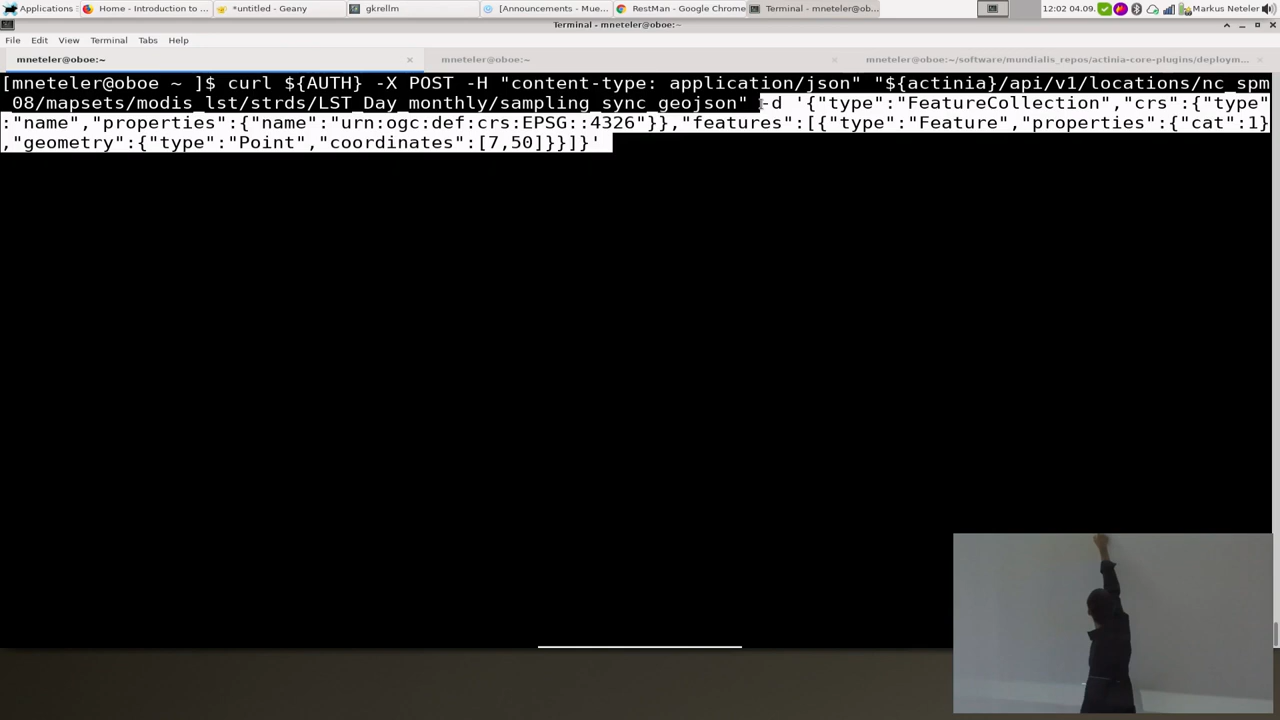 Applications
Home - Introduction to ...
*untitled - Geany
gkrellm
[Announcements - Mue...
RestMan - Google Chrome
Terminal - mneteler@ob...
12:02 04.09.
Markus Neteler
Terminal - mneteler@oboe:~
File Edit View Terminal Tabs Help
mneteler@oboe:~
mneteler@oboe:~
mneteler@oboe:~/software/mundialis_repos/actinia-core-plugins/deploym...
[mneteler@oboe ~ ]$ curl ${AUTH} -X POST -H "content-type: application/json" "${actinia}/api/v1/locations/nc_spm
_08/mapsets/modis_lst/strds/LST_Day_monthly/sampling_sync_geojson" -d '{"type":"FeatureCollection","crs":{"type"
:"name","properties":{"name":"urn:ogc:def:crs:EPSG::4326"}},"features":[{"type":"Feature","properties":{"cat":1}
,"geometry":{"type":"Point","coordinates":[7,50]}}]}'